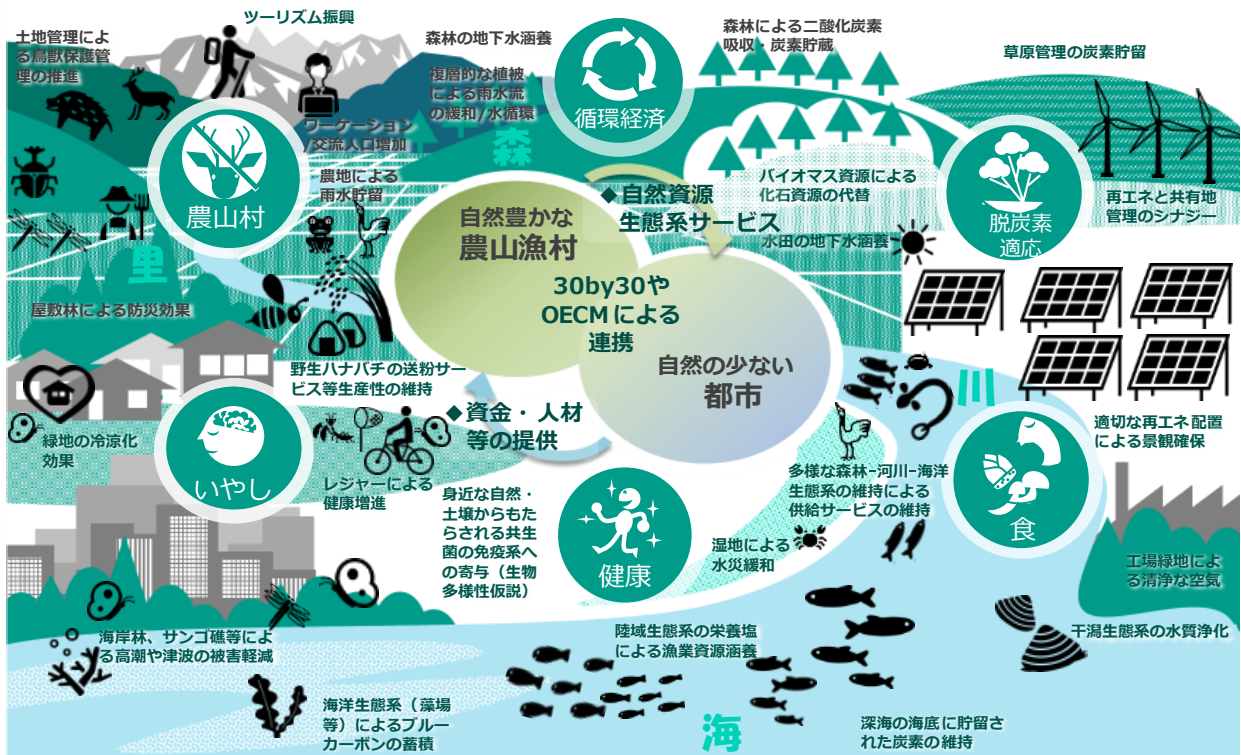 ツーリズム振興
土地管理によ
る鳥獣保護管
理の推進
森林の地下水涵養
複層的な植被
による雨水流
の緩和/水循環
循環経済
森林による二酸化炭素
吸収・炭素貯蔵
草原管理の炭素貯留
森
ワーケーション
/交流人口増加
農山村
農地による
雨水貯留
自然豊かな
農山漁村
◆自然資源
生態系サービス
バイオマス資源による
化石資源の代替
水田の地下水涵養
脱炭素
適応
再エネと共有地
管理のシナジー
里
屋敷林による防災効果
30by30や
OECMによる
連携
自然の少ない
都市
野生ハナバチの送粉サー
ビス等生産性の維持
◆資金・人材
等の提供
川
緑地の冷涼化
効果
いやし
レジャーによる
健康増進
適切な再エネ配置
による景観確保
身近な自然・
土壌からもた
らされる共生
菌の免疫系へ
の寄与（生物
多様性仮説）
健康
多様な森林-河川-海洋
生態系の維持による
供給サービスの維持
食
湿地による
水災緩和
工場緑地によ
る清浄な空気
海岸林、サンゴ礁等によ
る高潮や津波の被害軽減
陸域生態系の栄養塩
による漁業資源涵養
干潟生態系の水質浄化
海洋生態系（藻場
等）によるブルー
カーボンの蓄積
海
深海の海底に貯留さ
れた炭素の維持